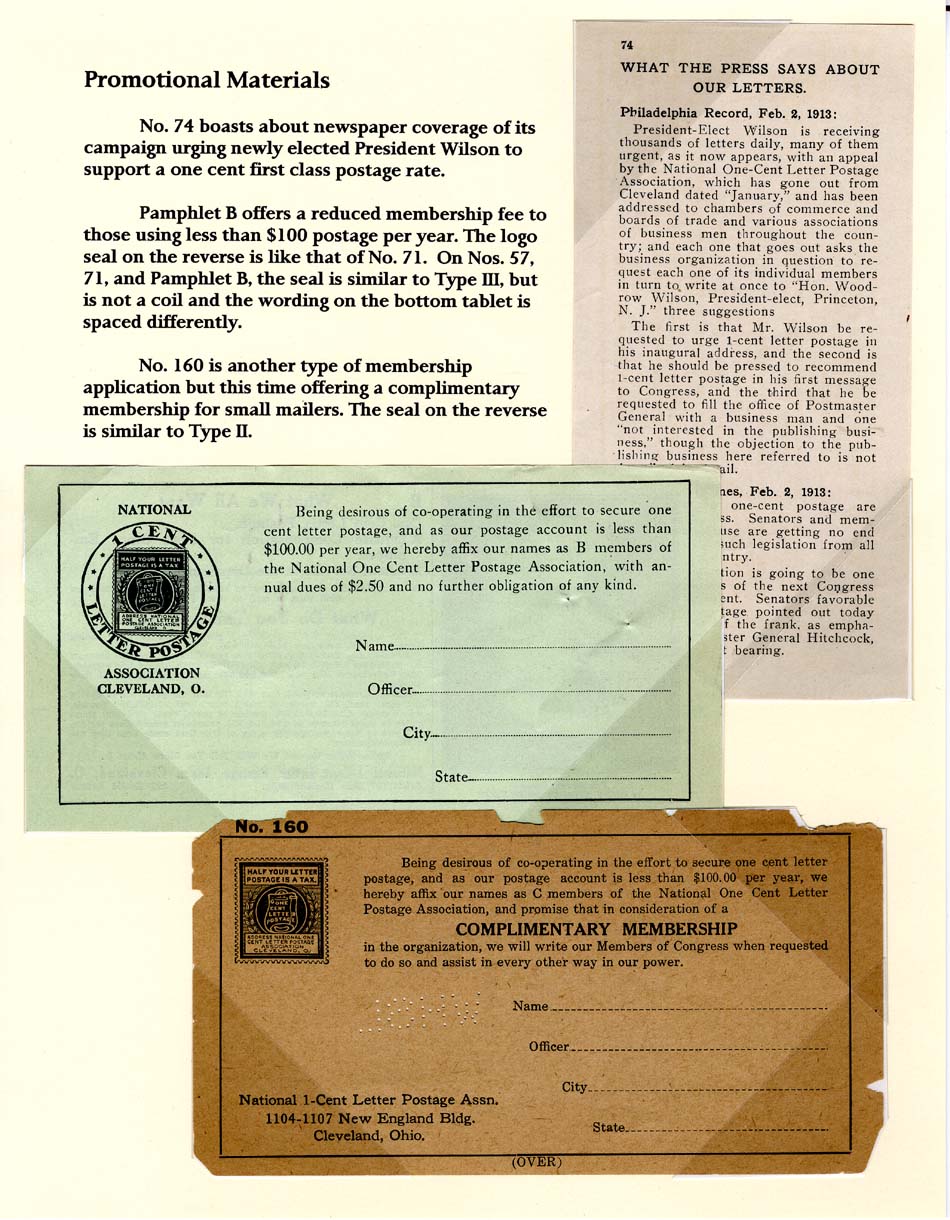 Promotional Materials
No. 74 boasts about newspaper coverage of its
campaign urging newly elected President Wilson to
support a one cent first class postage rate.
Pamphlet B offers a reduced membership fee to
those using less than $100 postage per year. The logo
seal on the reverse is like that of No. 71. On Nos. 57,
71, and Pamphlet B, the seal is similar to Type III, but
is not a coil and the wording on the bottom tablet is
spaced differently.
No. 160 is another type of membership
application but this time offering a complimentary
membership for small mailers. The seal on the reverse
is similar to Type II.
74
WHAT THE PRESS SAYS ABOUT
OUR LETTERS.
Philadelphia Record, Feb. 2, 1913:
President-Elect Wilson is receiving
thousands of letters daily, many of them
urgent, as it now appears, with an appeal
by the National One-Cent Letter Postage
Association, which has gone out from
Cleveland dated "January," and has been
addressed to chambers of commerce and
boards of trade and various associations
of business men throughout the coun-
try; and each one that goes out asks the
business organization in question to re-
quest each one of its individual members
in turn to write at once to "Hon. Wood-
row Wilson, President-elect, Princeton,
N. J." three suggestions
The first is that Mr. Wilson be re-
quested to urge 1-cent letter postage in
his inaugural address, and the second is
that he should be pressed to recommend
1-cent letter postage in his first message
to Congress, and the third that he be
requested to fill the office of Postmaster
General with a business man and one
"not interested in the publishing busi-
ness," though the objection to the pub-
lishing business here referred to is not
ail.
nes, Feb. 2, 1913:
one-cent postage are
ss. Senators and mem-
use are getting no end
such legislation from all
ntry.
tion is going to be one
s of the next Congress
ent. Senators favorable
tage pointed out today
f the frank, as empha-
ster General Hitchcock,
t bearing.
NATIONAL
1 CENT
LETTER POSTAGE
HALF YOUR LETTER
POSTAGE IS A TAX
ONE
CENT
LETTER
POSTAGE
ADDRESS NATIONAL
ONE CENT LETTER
POSTAGE ASSOCIATION
CLEVELAND, O.
ASSOCIATION
CLEVELAND, O.
Being desirous of co-operating in the effort to secure one
cent letter postage, and as our postage account is less than
$100.00 per year, we hereby affix our names as B members of
the National One Cent Letter Postage Association, with an-
nual dues of $2.50 and no further obligation of any kind.
Name
Officer
City
State
No. 160
HALF YOUR LETTER
POSTAGE IS A TAX.
ONE
CENT
LETTER
POSTAGE
ADDRESS NATIONAL ONE
CENT LETTER POSTAGE
ASSOCIATION
CLEVELAND, O.
Being desirous of co-operating in the effort to secure one cent letter
postage, and as our postage account is less than $100.00 per year, we
hereby affix our names as C members of the National One Cent Letter
Postage Association, and promise that in consideration of a
COMPLIMENTARY MEMBERSHIP
in the organization, we will write our Members of Congress when requested
to do so and assist in every other way in our power.
Name
Officer
City
State
National 1-Cent Letter Postage Assn.
1104-1107 New England Bldg.
Cleveland, Ohio.
(OVER)